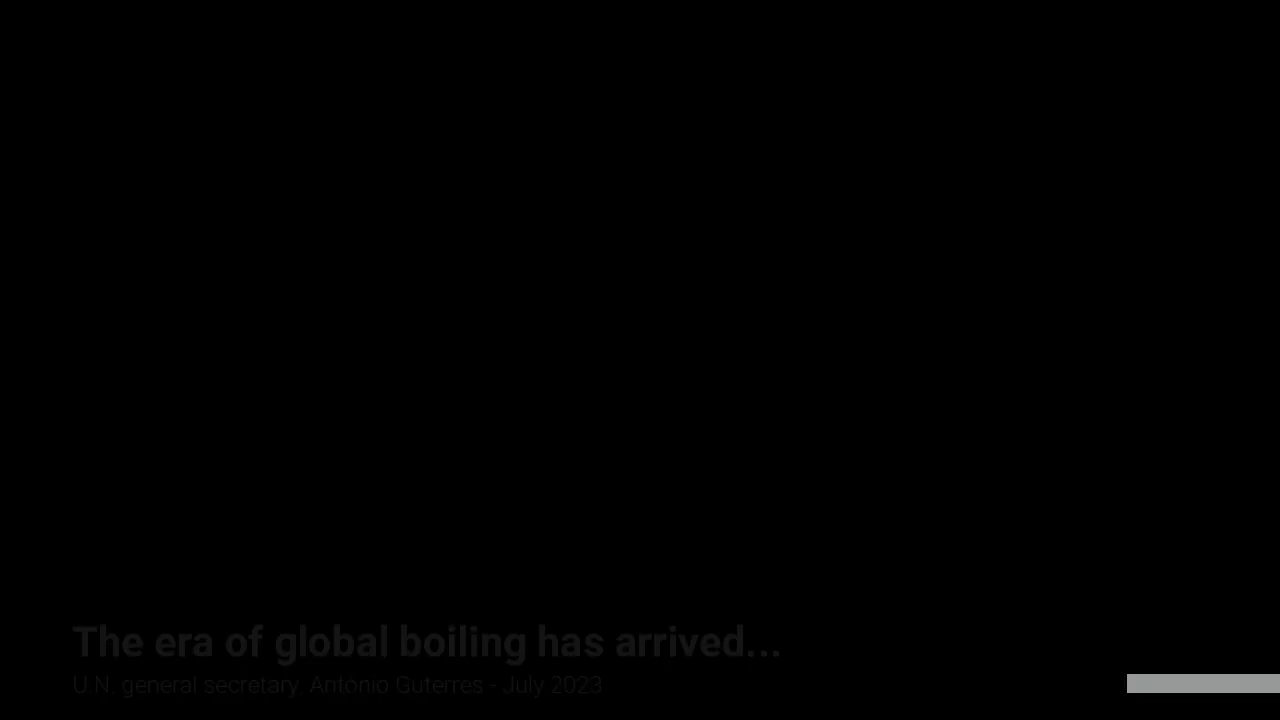 The era of global boiling has arrived...
U.N. general secretary, António Guterres - July 2023